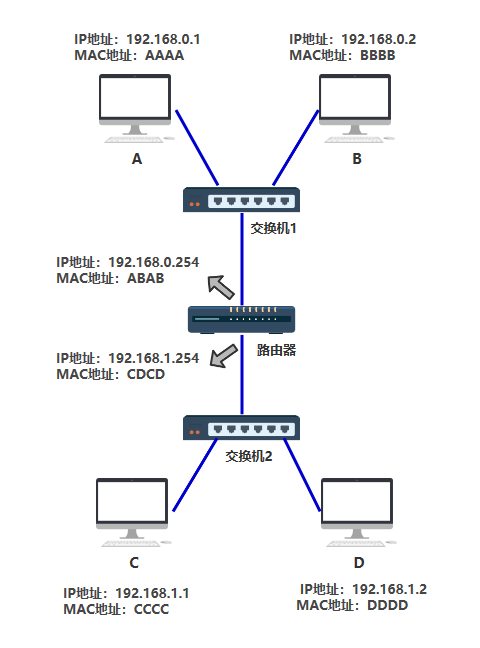 IP地址：192.168.0.1
MAC地址：AAAA
IP地址：192.168.0.2
MAC地址：BBBB
A
B
交换机1
IP地址：192.168.0.254
MAC地址：ABAB
路由器
IP地址：192.168.1.254
MAC地址：CDCD
交换机2
C
D
IP地址：192.168.1.1
MAC地址：CCCC
IP地址：192.168.1.2
MAC地址：DDDD